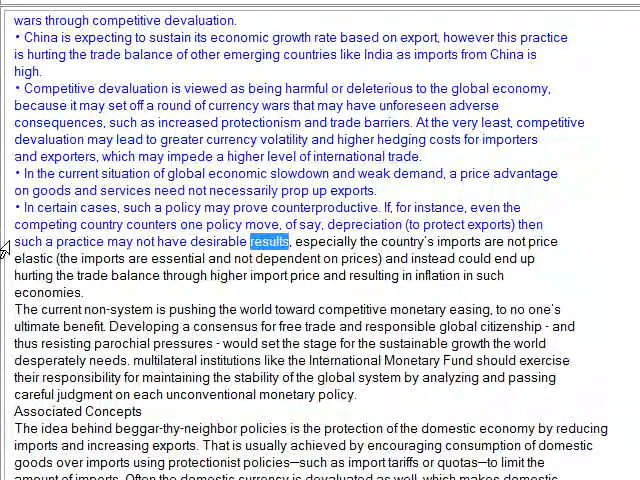 wars through competitive devaluation.
• China is expecting to sustain its economic growth rate based on export, however this practice
is hurting the trade balance of other emerging countries like India as imports from China is
high.
• Competitive devaluation is viewed as being harmful or deleterious to the global economy,
because it may set off a round of currency wars that may have unforeseen adverse
consequences, such as increased protectionism and trade barriers. At the very least, competitive
devaluation may lead to greater currency volatility and higher hedging costs for importers
and exporters, which may impede a higher level of international trade.
• In the current situation of global economic slowdown and weak demand, a price advantage
on goods and services need not necessarily prop up exports.
• In certain cases, such a policy may prove counterproductive. If, for instance, even the
competing country counters one policy move, of say, depreciation (to protect exports) then
such a practice may not have desirable results, especially the country's imports are not price
elastic (the imports are essential and not dependent on prices) and instead could end up
hurting the trade balance through higher import price and resulting in inflation in such
economies.
The current non-system is pushing the world toward competitive monetary easing, to no one's
ultimate benefit. Developing a consensus for free trade and responsible global citizenship - and
thus resisting parochial pressures - would set the stage for the sustainable growth the world
desperately needs. multilateral institutions like the International Monetary Fund should exercise
their responsibility for maintaining the stability of the global system by analyzing and passing
careful judgment on each unconventional monetary policy.
Associated Concepts
The idea behind beggar-thy-neighbor policies is the protection of the domestic economy by reducing
imports and increasing exports. That is usually achieved by encouraging consumption of domestic
goods over imports using protectionist policies—such as import tariffs or quotas—to limit the
amount of imports. Often the domestic currency is devaluated as well, which makes domestic